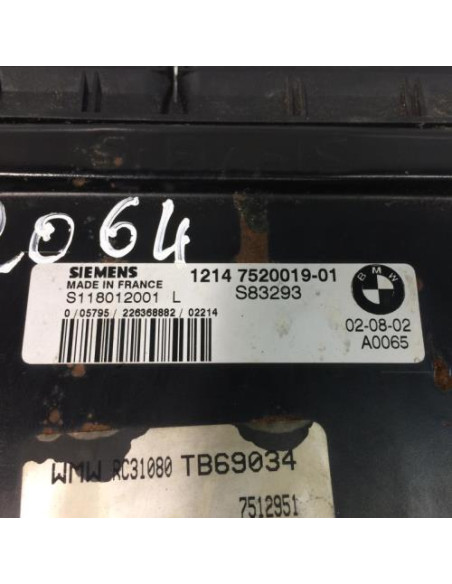 2064
SIEMENS 1214 7520019-01 BMW
MADE IN FRANCE
S118012001 L S83293
0 / 05795 / 226368882 / 02214 02-08-02
A0065
WMW RC31080 TB69034
7512951